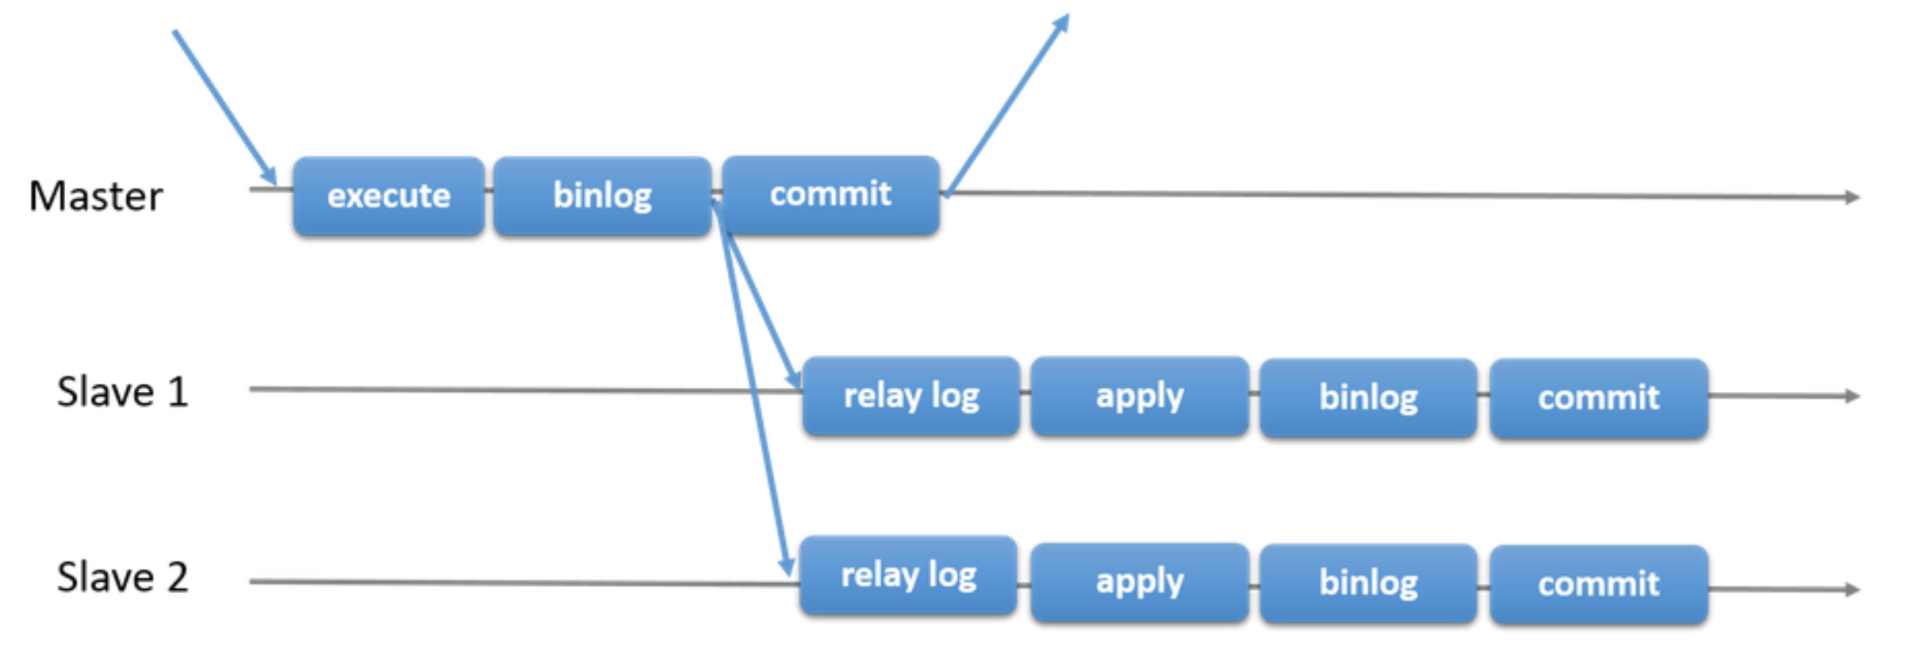 Master execute binlog commit
Slave 1 relay log apply binlog commit
Slave 2 relay log apply binlog commit